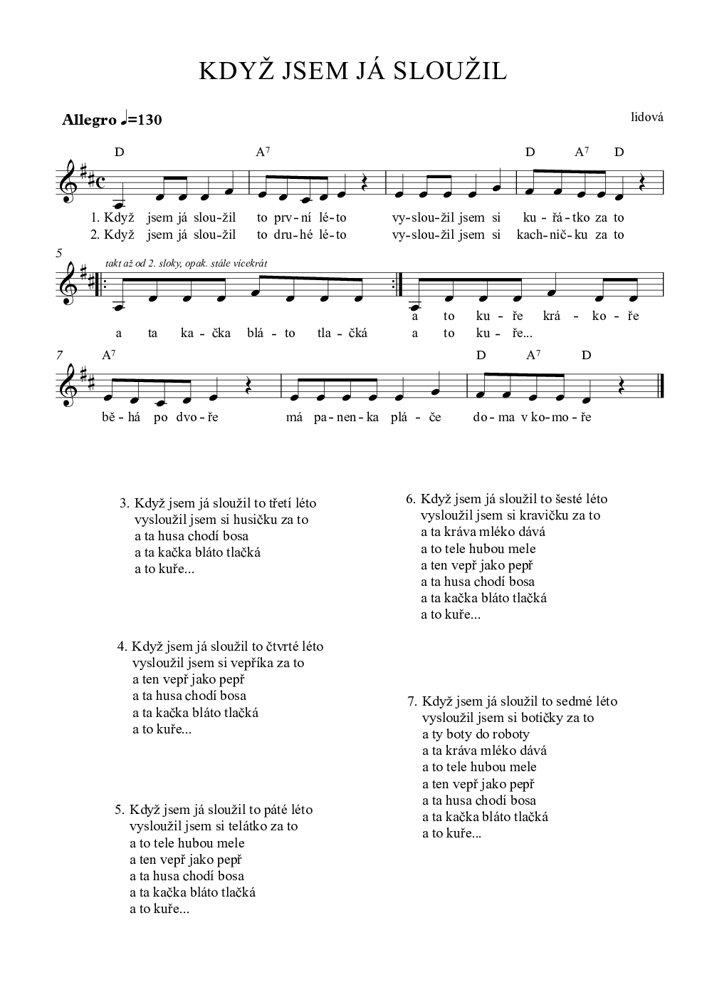 KDYŽ JSEM JÁ SLOUŽIL
Allegro ♩=130
lidová
D A7 D A7 D
1. Když jsem já slou-žil to prv-ní lé-to vy-slou-žil jsem si ku-řá-tko za to
2. Když jsem já slou-žil to dru-hé lé-to vy-slou-žil jsem si kach-nič-ku za to
5
takt až od 2. sloky, opak. stále vícekrát
a to ku-ře krá-ko-ře
a ta ka-čka blá-to tla-čká a to ku-ře...
7
A7 D A7 D
bě-há po dvo-ře má pa-nen-ka plá-če do-ma v ko-mo-ře
3. Když jsem já sloužil to třetí léto
vysloužil jsem si husičku za to
a ta husa chodí bosa
a ta kačka bláto tlačká
a to kuře...
4. Když jsem já sloužil to čtvrté léto
vysloužil jsem si vepříka za to
a ten vepř jako pepř
a ta husa chodí bosa
a ta kačka bláto tlačká
a to kuře...
5. Když jsem já sloužil to páté léto
vysloužil jsem si telátko za to
a to tele hubou mele
a ten vepř jako pepř
a ta husa chodí bosa
a ta kačka bláto tlačká
a to kuře...
6. Když jsem já sloužil to šesté léto
vysloužil jsem si kravičku za to
a ta kráva mléko dává
a to tele hubou mele
a ten vepř jako pepř
a ta husa chodí bosa
a ta kačka bláto tlačká
a to kuře...
7. Když jsem já sloužil to sedmé léto
vysloužil jsem si botičky za to
a ty boty do roboty
a ta kráva mléko dává
a to tele hubou mele
a ten vepř jako pepř
a ta husa chodí bosa
a ta kačka bláto tlačká
a to kuře...